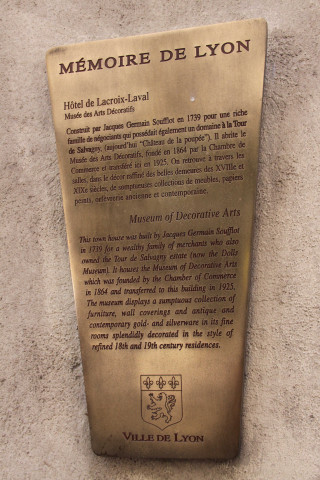 MÉMOIRE DE LYON
Hôtel de Lacroix-Laval
Musée des Arts Décoratifs
Construit par Jacques Germain Soufflot en 1739 pour une riche
famille de négociants qui possédait également un domaine à la Tour
de Salvagny, (aujourd'hui "Château de la poupée"). Il abrite le
Musée des Arts Décoratifs, fondé en 1864 par la Chambre de
Commerce et transféré ici en 1925. On retrouve à travers les
salles, dans le décor raffiné des belles demeures des XVIIIe et
XIXe siècles, de somptueuses collections de meubles, papiers
peints, orfèvrerie ancienne et contemporaine.
Museum of Decorative Arts
This town house was built by Jacques Germain Soufflot
in 1739 for a wealthy family of merchants who also
owned the Tour de Salvagny estate (now the Dolls
Museum). It houses the Museum of Decorative Arts
which was founded by the Chamber of Commerce
in 1864 and transferred to this building in 1925.
The museum displays a sumptuous collection of
furniture, wall coverings and antique and
contemporary gold- and silverware in its fine
rooms splendidly decorated in the style of
refined 18th and 19th century residences.
VILLE DE LYON